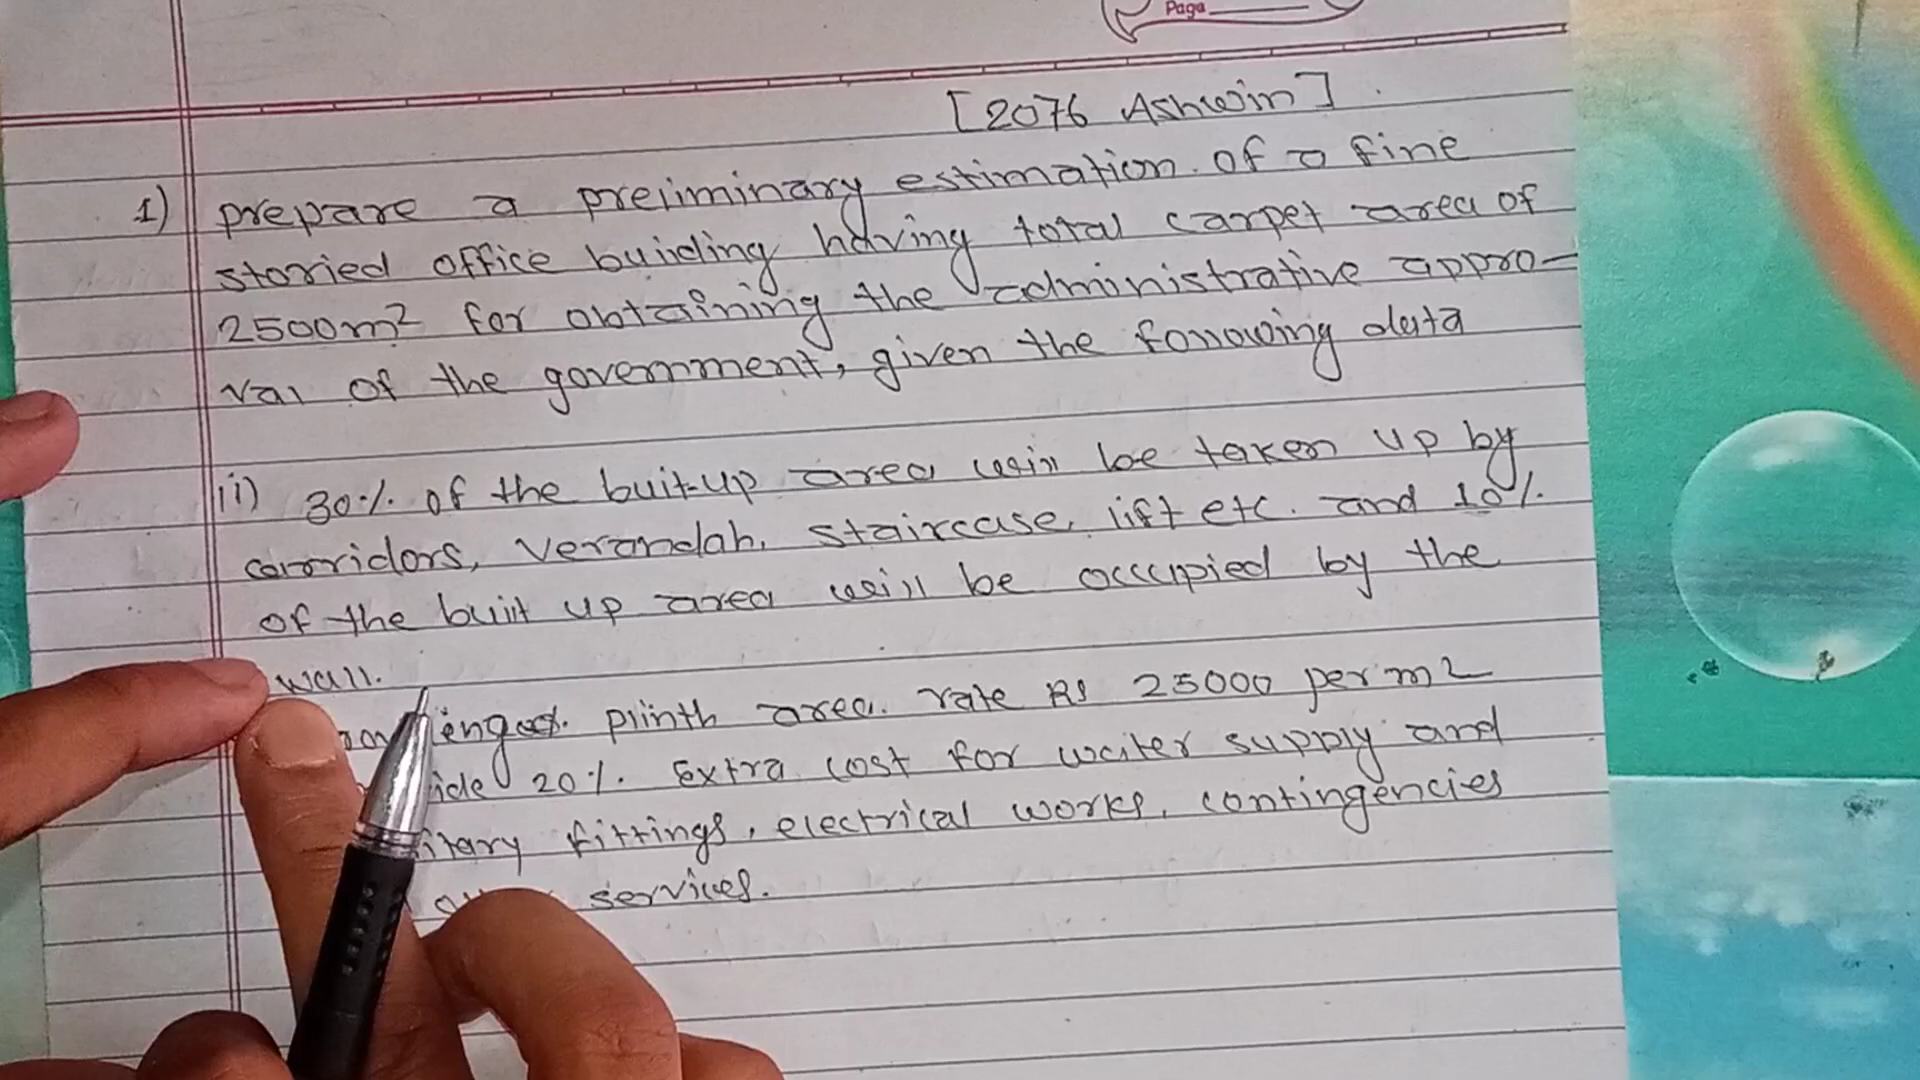 Page
[2076 Ashwin]
1) prepare a preliminary estimation of a fine
storied office building having total carpet area of
2500m² for obtaining the administrative appro-
val of the government, given the following data
ii) 30% of the buit-up area will be taken up by
corridors, verandah, staircase, lift etc. and 10%
of the built up area will be occupied by the
wall.
plinth area rate RS 25000 per m2
20% Extra cost for water supply and
fittings, electrical works, contingencies
services.